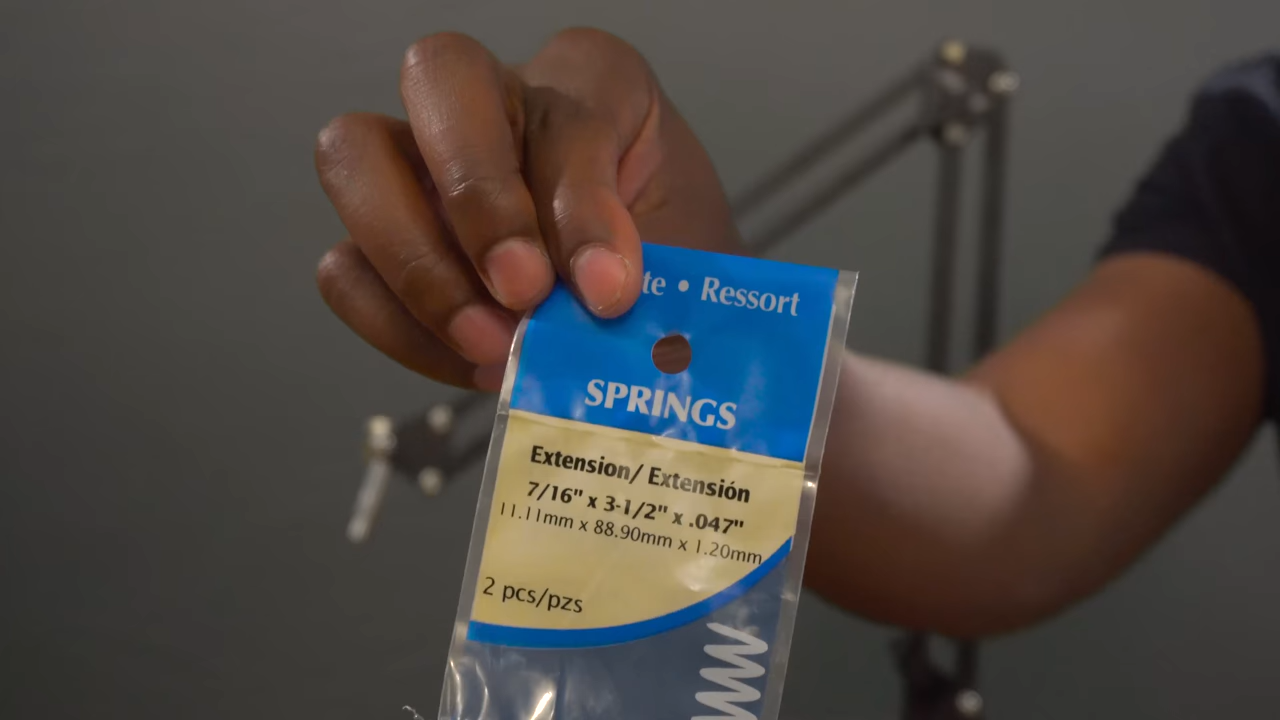 • Ressort
SPRINGS
Extension/ Extensión
7/16" x 3-1/2" x .047"
11.11mm x 88.90mm x 1.20mm
2 pcs/pzs